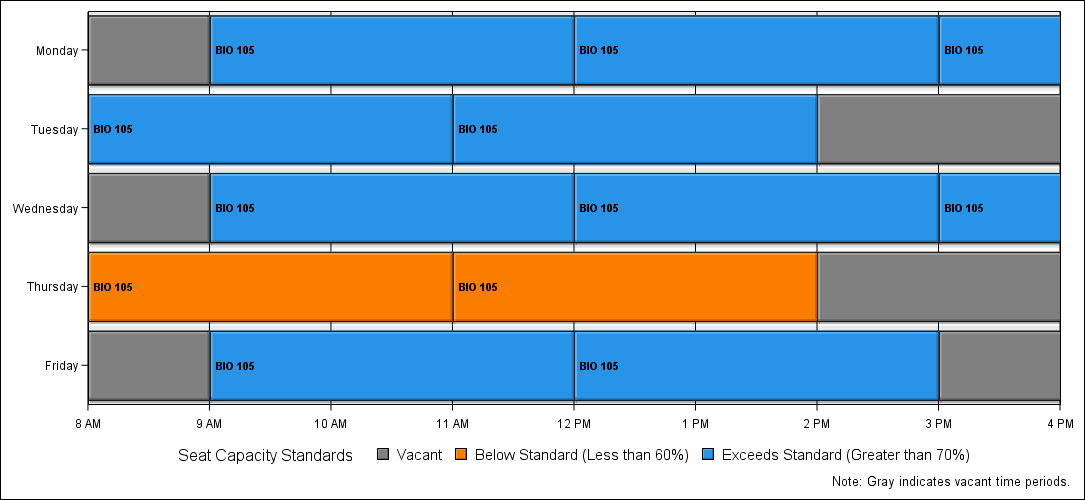 Monday BIO 105 BIO 105 BIO 105
Tuesday BIO 105 BIO 105
Wednesday BIO 105 BIO 105 BIO 105
Thursday BIO 105 BIO 105
Friday BIO 105 BIO 105
8 AM 9 AM 10 AM 11 AM 12 PM 1 PM 2 PM 3 PM 4 PM
Seat Capacity Standards Vacant Below Standard (Less than 60%) Exceeds Standard (Greater than 70%)
Note: Gray indicates vacant time periods.